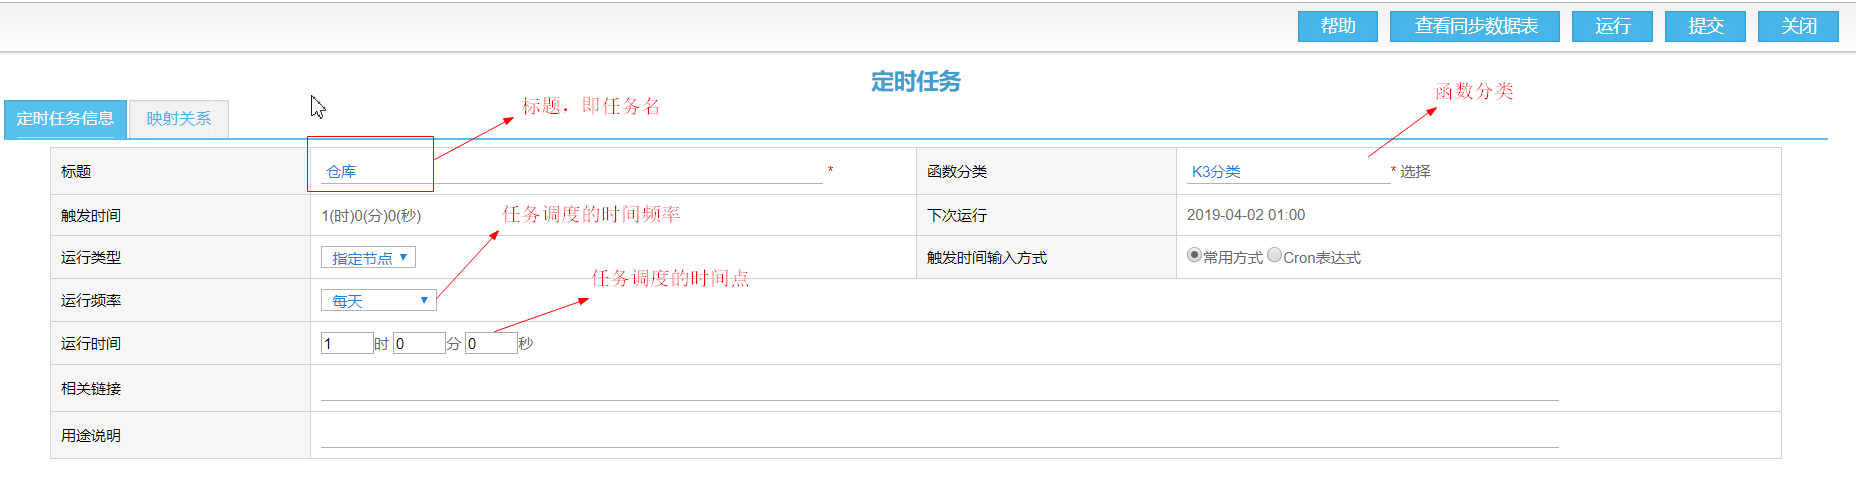 帮助 查看同步数据表 运行 提交 关闭
定时任务
定时任务信息 映射关系
标题，即任务名
函数分类
标题 仓库 * 函数分类 K3分类 * 选择
任务调度的时间频率
触发时间 1(时)0(分)0(秒) 下次运行 2019-04-02 01:00
运行类型 指定节点 触发时间输入方式 常用方式 Cron表达式
任务调度的时间点
运行频率 每天
运行时间 1 时 0 分 0 秒
相关链接
用途说明